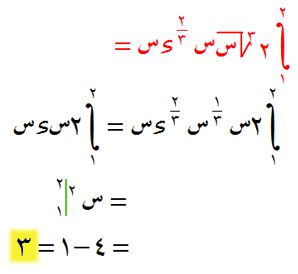 ∫₁² ٢ ∛س س^(٢/٣) ءس =
∫₁² ٢س^(١/٣) س^(٢/٣) ءس = ∫₁² ٢س ءس
= س^٢ |₁²
= ٤ − ١ = ٣